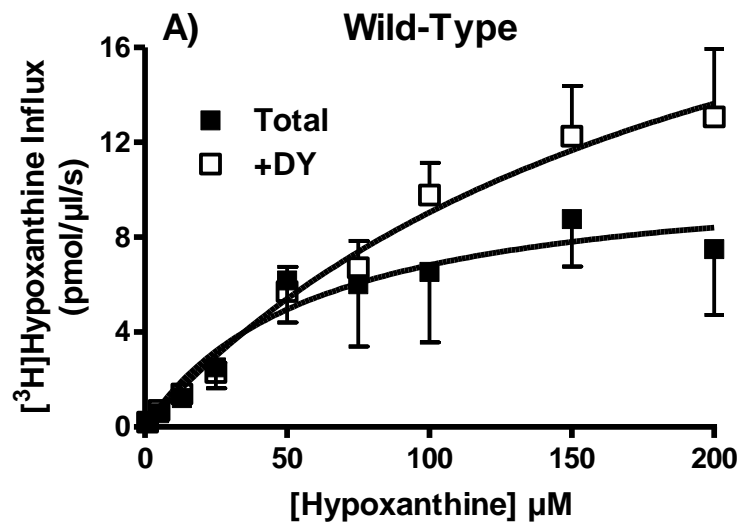 A) Wild-Type
16
12
8
4
0
Total
+DY
[³H]Hypoxanthine Influx
(pmol/µl/s)
0 50 100 150 200
[Hypoxanthine] µM